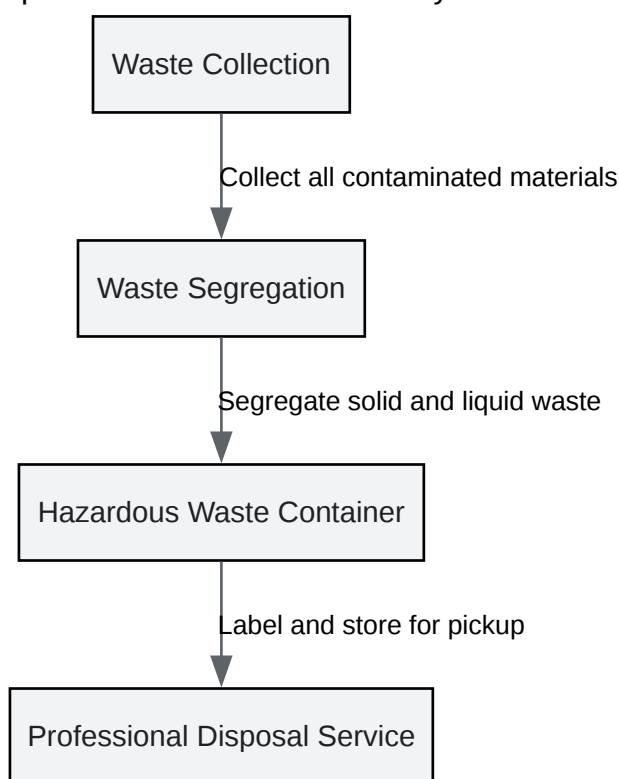 Waste Collection
Collect all contaminated materials
Waste Segregation
Segregate solid and liquid waste
Hazardous Waste Container
Label and store for pickup
Professional Disposal Service